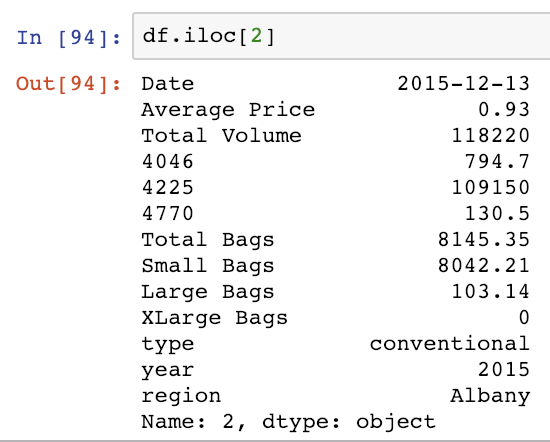 In [94]: df.iloc[2]
Out[94]: Date 2015-12-13
Average Price 0.93
Total Volume 118220
4046 794.7
4225 109150
4770 130.5
Total Bags 8145.35
Small Bags 8042.21
Large Bags 103.14
XLarge Bags 0
type conventional
year 2015
region Albany
Name: 2, dtype: object